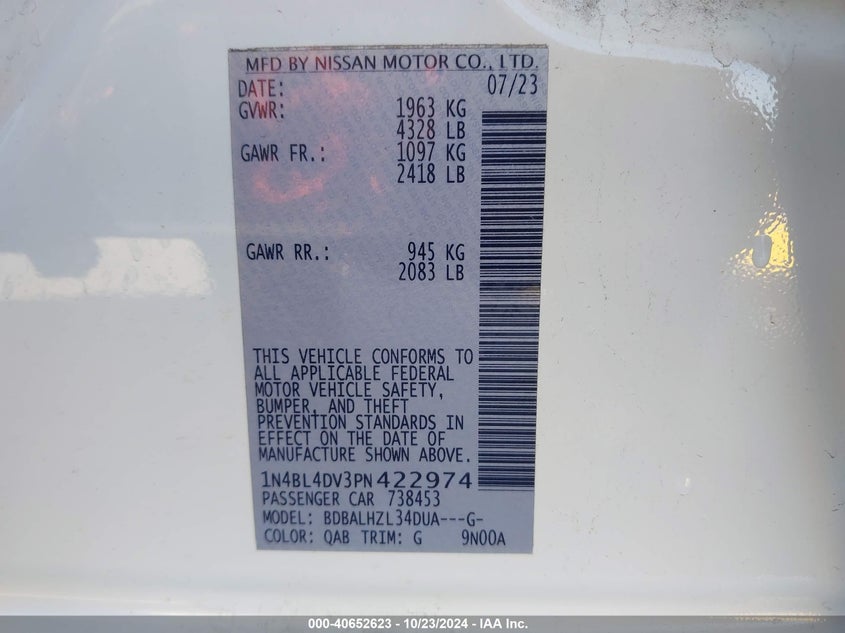 MFD BY NISSAN MOTOR CO., LTD.
DATE: 07/23
GVWR: 1963 KG
4328 LB
GAWR FR.: 1097 KG
2418 LB
GAWR RR.: 945 KG
2083 LB
THIS VEHICLE CONFORMS TO
ALL APPLICABLE FEDERAL
MOTOR VEHICLE SAFETY,
BUMPER, AND THEFT
PREVENTION STANDARDS IN
EFFECT ON THE DATE OF
MANUFACTURE SHOWN ABOVE.
1N4BL4DV3PN422974
PASSENGER CAR 738453
MODEL: BDBALHZL34DUA---G-
COLOR: QAB TRIM: G 9N00A
000-40652623 - 10/23/2024 - IAA Inc.